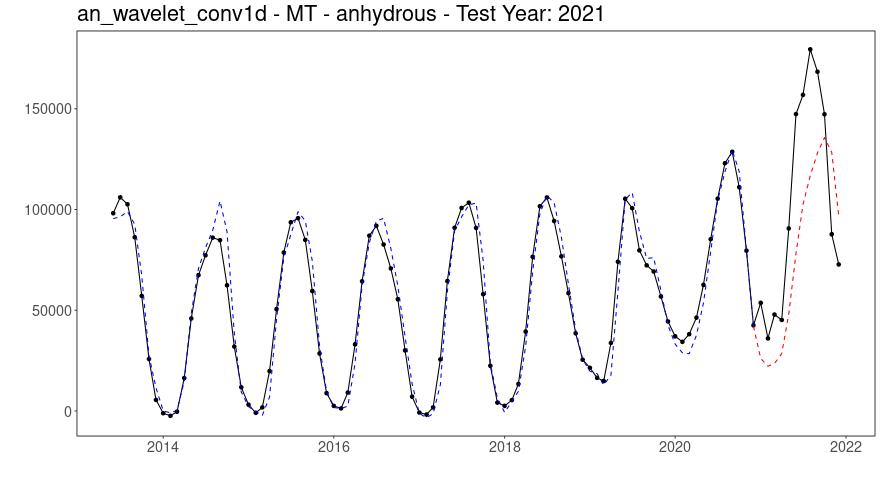 an_wavelet_conv1d - MT - anhydrous - Test Year: 2021
150000
100000
50000
0
2014 2016 2018 2020 2022